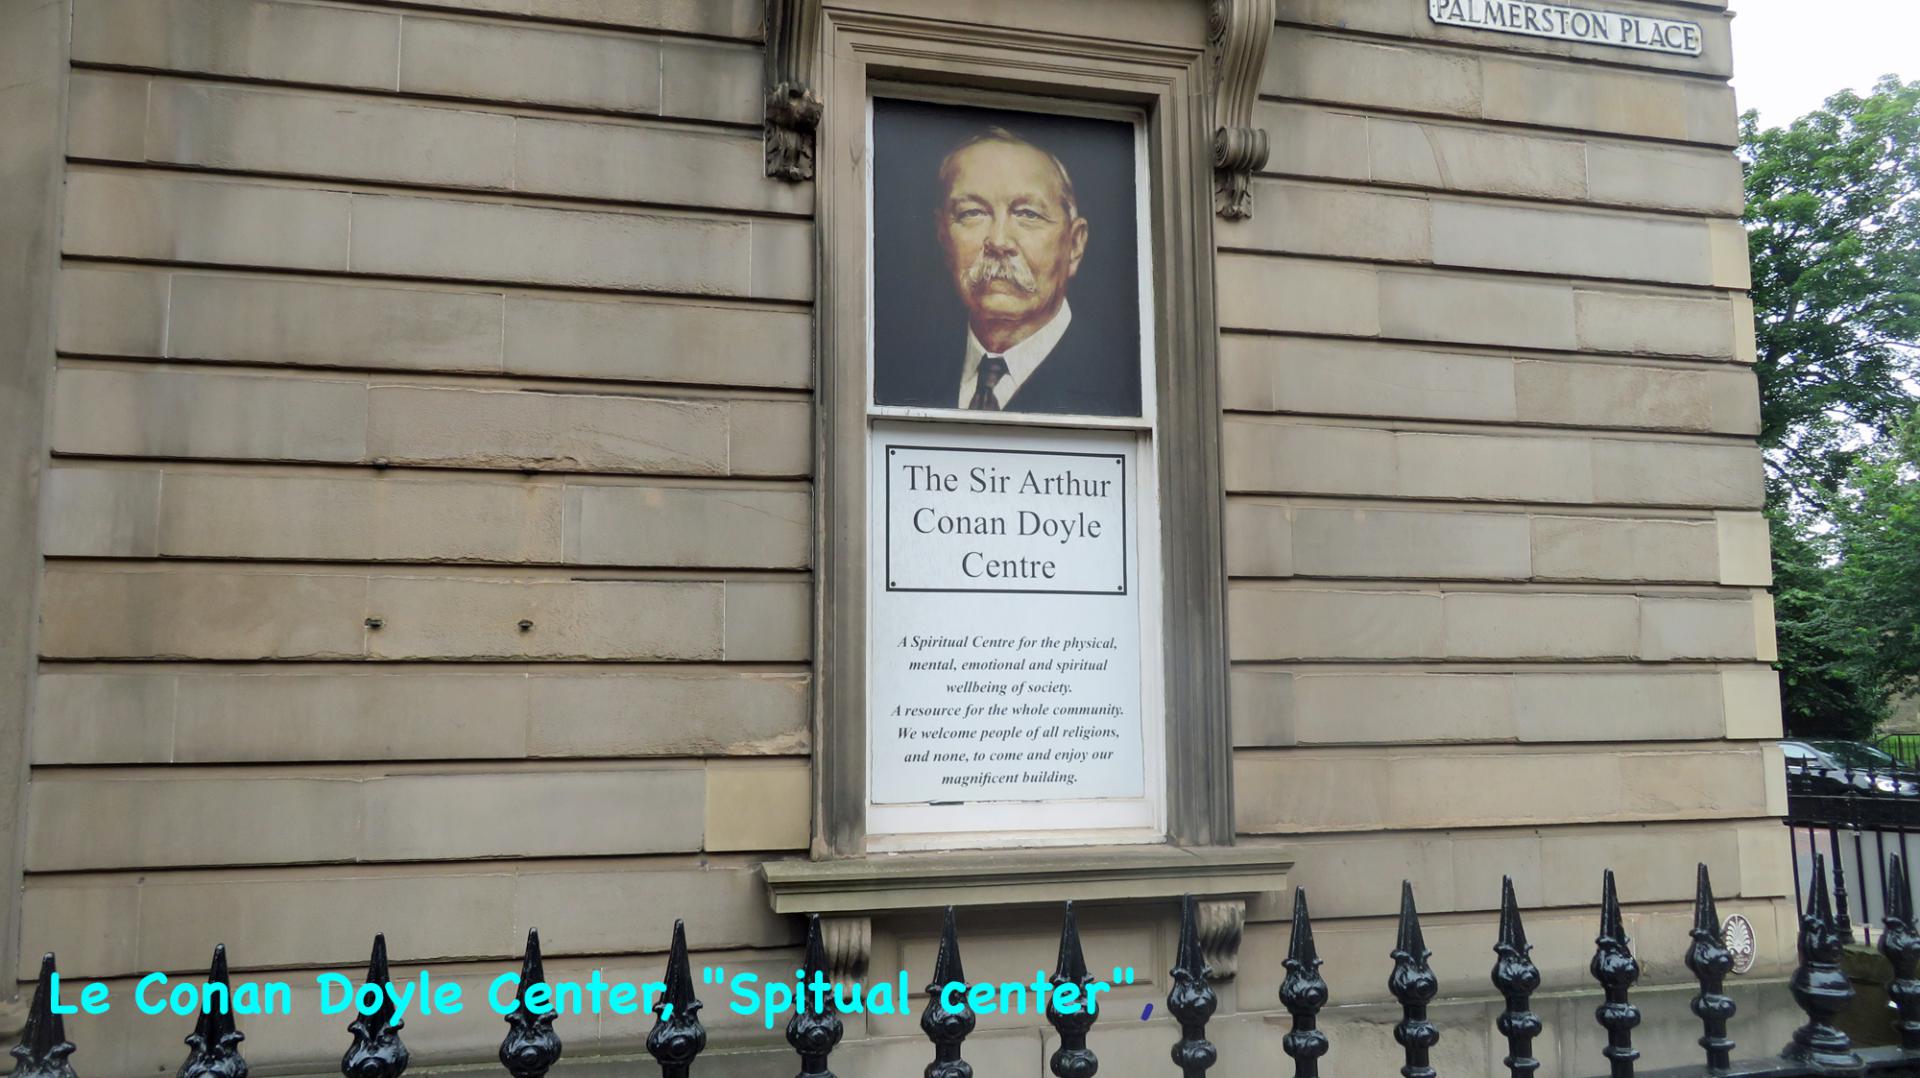 PALMERSTON PLACE
The Sir Arthur
Conan Doyle
Centre
A Spiritual Centre for the physical,
mental, emotional and spiritual
wellbeing of society.
A resource for the whole community.
We welcome people of all religions,
and none, to come and enjoy our
magnificent building.
Le Conan Doyle Center, "Spitual center",